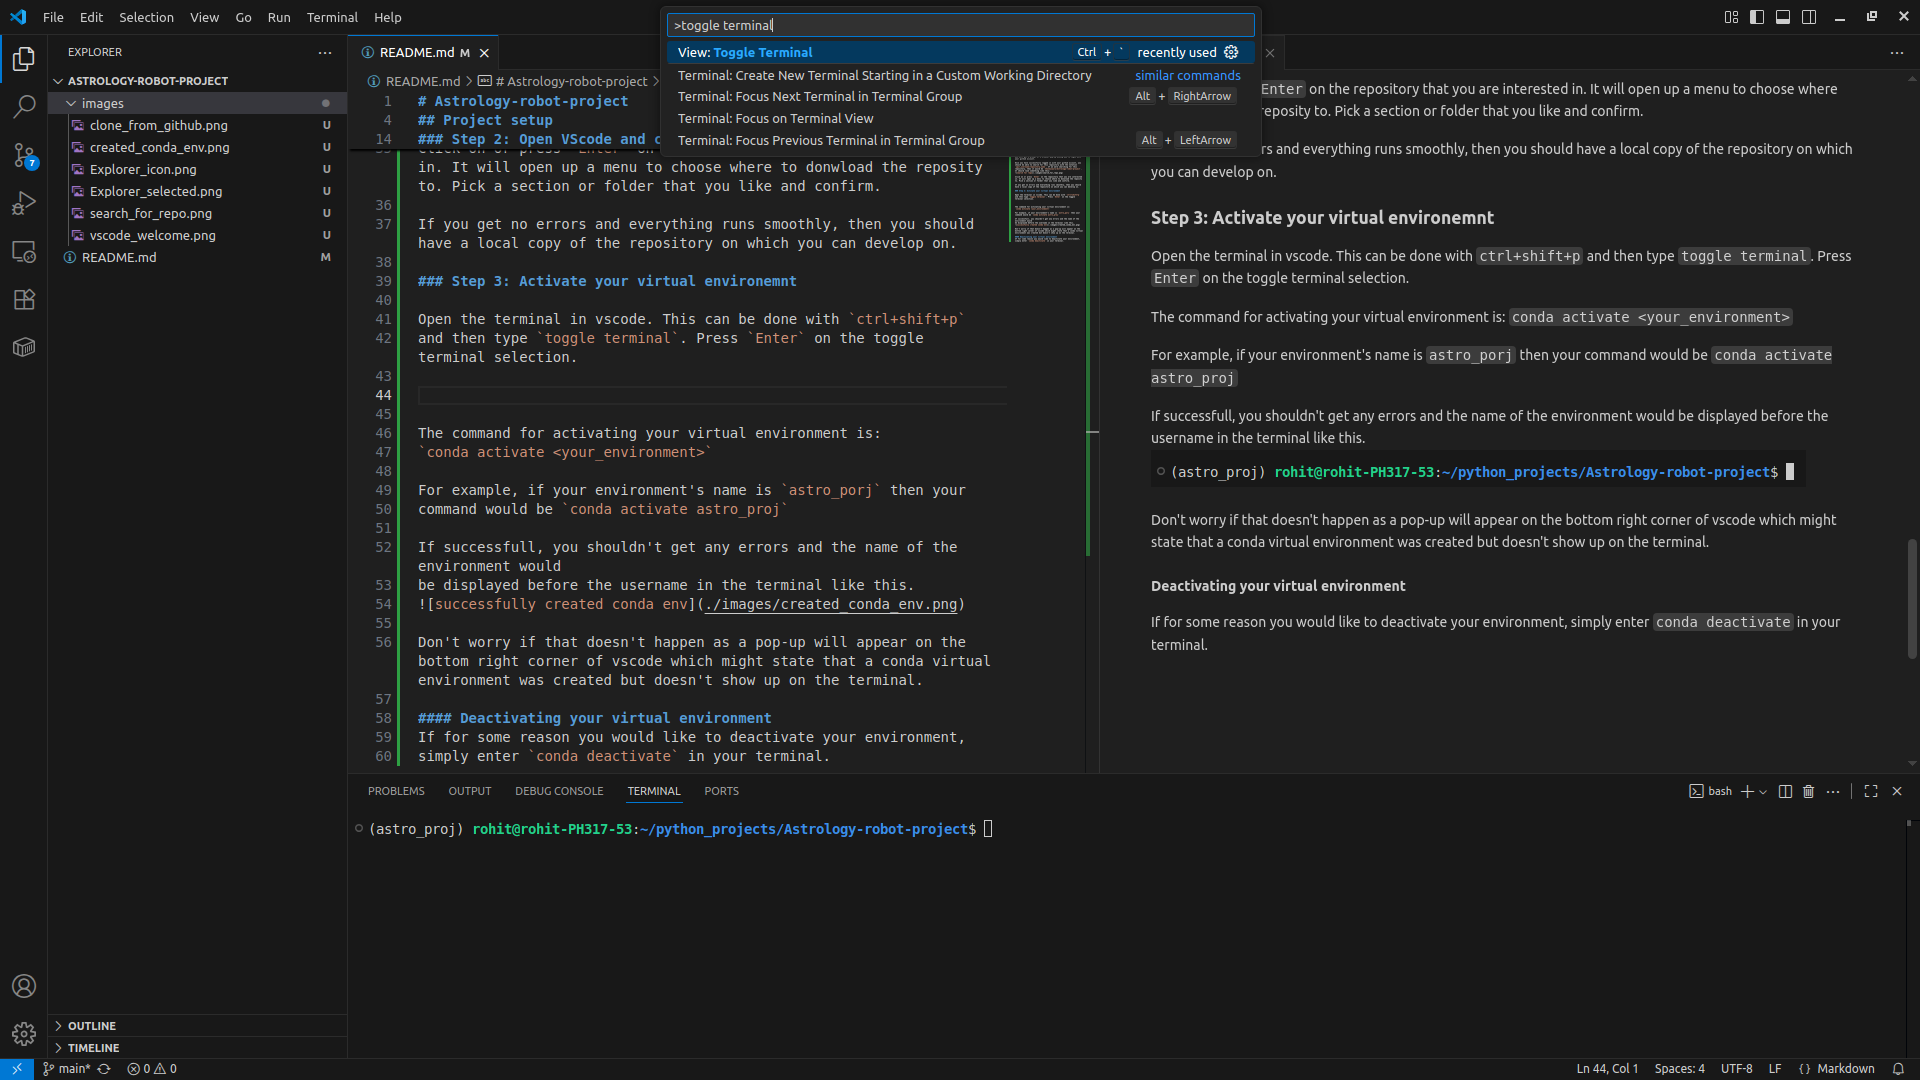 File Edit Selection View Go Run Terminal Help
>toggle terminal
View: Toggle Terminal Ctrl + ` recently used
Terminal: Create New Terminal Starting in a Custom Working Directory similar commands
Terminal: Focus Next Terminal in Terminal Group Alt + RightArrow
Terminal: Focus on Terminal View
Terminal: Focus Previous Terminal in Terminal Group Alt + LeftArrow
EXPLORER
ASTROLOGY-ROBOT-PROJECT
images
clone_from_github.png U
created_conda_env.png U
Explorer_icon.png U
Explorer_selected.png U
search_for_repo.png U
vscode_welcome.png U
README.md M
OUTLINE
TIMELINE
7
README.md M
README.md > # Astrology-robot-project >
1 # Astrology-robot-project
4 ## Project setup
14 ### Step 2: Open VScode and c
in. It will open up a menu to choose where to donwload the reposity
to. Pick a section or folder that you like and confirm.
36
37 If you get no errors and everything runs smoothly, then you should
have a local copy of the repository on which you can develop on.
38
39 ### Step 3: Activate your virtual environemnt
40
41 Open the terminal in vscode. This can be done with `ctrl+shift+p`
42 and then type `toggle terminal`. Press `Enter` on the toggle
terminal selection.
43
44
45
46 The command for activating your virtual environment is:
47 `conda activate <your_environment>`
48
49 For example, if your environment's name is `astro_porj` then your
50 command would be `conda activate astro_proj`
51
52 If successfull, you shouldn't get any errors and the name of the
environment would
53 be displayed before the username in the terminal like this.
54 ![successfully created conda env](./images/created_conda_env.png)
55
56 Don't worry if that doesn't happen as a pop-up will appear on the
bottom right corner of vscode which might state that a conda virtual
environment was created but doesn't show up on the terminal.
57
58 #### Deactivating your virtual environment
59 If for some reason you would like to deactivate your environment,
60 simply enter `conda deactivate` in your terminal.
Enter on the repository that you are interested in. It will open up a menu to choose where
eposity to. Pick a section or folder that you like and confirm.
rs and everything runs smoothly, then you should have a local copy of the repository on which
you can develop on.
Step 3: Activate your virtual environemnt
Open the terminal in vscode. This can be done with ctrl+shift+p and then type toggle terminal. Press
Enter on the toggle terminal selection.
The command for activating your virtual environment is: conda activate <your_environment>
For example, if your environment's name is astro_porj then your command would be conda activate
astro_proj
If successfull, you shouldn't get any errors and the name of the environment would be displayed before the
username in the terminal like this.
(astro_proj) rohit@rohit-PH317-53:~/python_projects/Astrology-robot-project$
Don't worry if that doesn't happen as a pop-up will appear on the bottom right corner of vscode which might
state that a conda virtual environment was created but doesn't show up on the terminal.
Deactivating your virtual environment
If for some reason you would like to deactivate your environment, simply enter conda deactivate in your
terminal.
PROBLEMS OUTPUT DEBUG CONSOLE TERMINAL PORTS bash
(astro_proj) rohit@rohit-PH317-53:~/python_projects/Astrology-robot-project$
main* 0 0 Ln 44, Col 1 Spaces: 4 UTF-8 LF {} Markdown